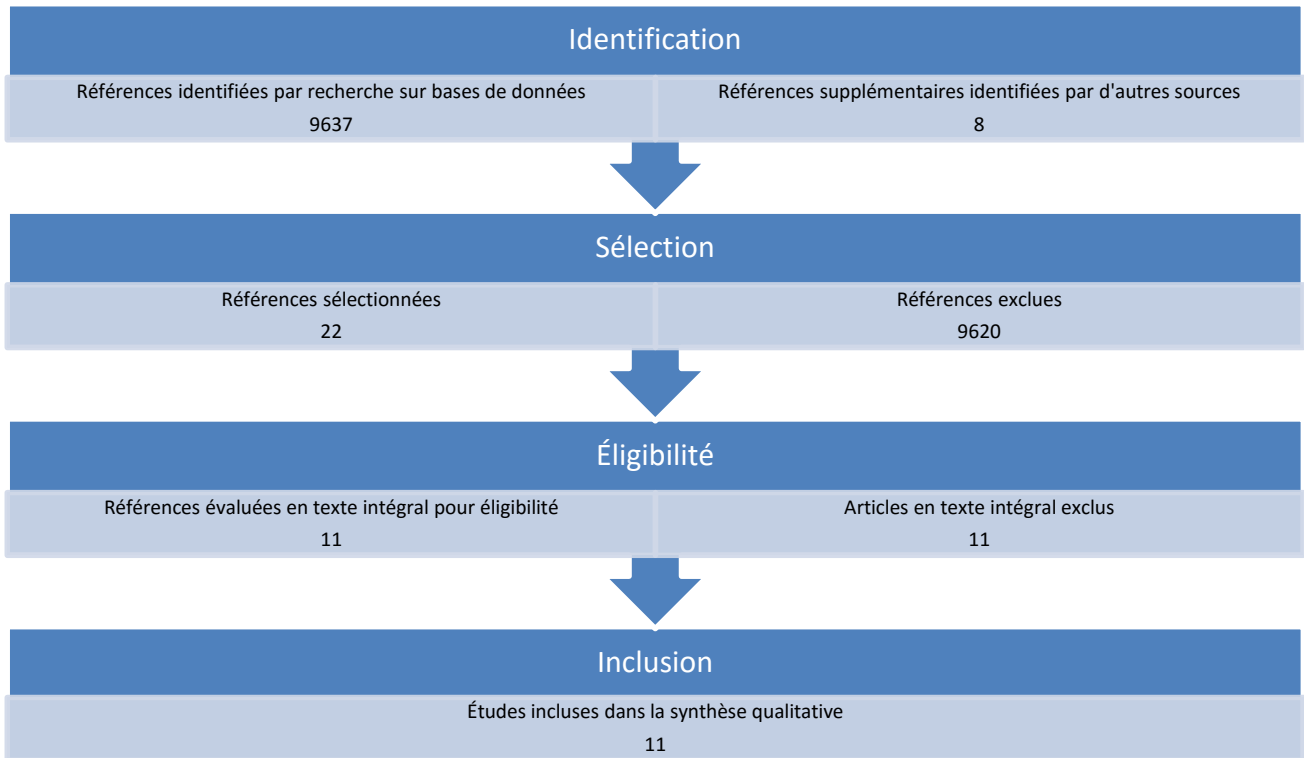 Identification
Références identifiées par recherche sur bases de données
9637
Références supplémentaires identifiées par d'autres sources
8
Sélection
Références sélectionnées
22
Références exclues
9620
Éligibilité
Références évaluées en texte intégral pour éligibilité
11
Articles en texte intégral exclus
11
Inclusion
Études incluses dans la synthèse qualitative
11